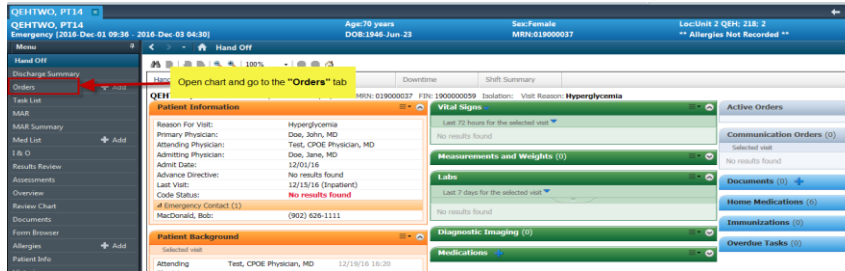 QEHTWO, PT14
QEHTWO, PT14
Age:70 years
Sex:Female
Loc:Unit 2 QEH; 218; 2
Emergency [2016-Dec-01 09:36 - 2016-Dec-03 04:30]
DOB:1946-Jun-23
MRN:019000037
** Allergies Not Recorded **
Menu
Hand Off
Hand Off
Discharge Summary
Orders
Add
Task List
MAR
MAR Summary
Med List
Add
I & O
Results Review
Assessments
Overview
Review Chart
Documents
Form Browser
Allergies
Add
Patient Info
100%
Open chart and go to the "Orders" tab
Downtime
Shift Summary
MRN: 019000037 FIN: 1900000059 Isolation: Visit Reason: Hyperglycemia
Patient Information
Reason For Visit: Hyperglycemia
Primary Physician: Doe, John, MD
Attending Physician: Test, CPOE Physician, MD
Admitting Physician: Doe, Jane, MD
Admit Date: 12/01/16
Advance Directive: No results found
Last Visit: 12/15/16 (Inpatient)
Code Status: No results found
Emergency Contact (1)
MacDonald, Bob: (902) 626-1111
Patient Background
Selected visit
Attending Test, CPOE Physician, MD 12/19/16 16:20
Vital Signs
Last 72 hours for the selected visit
No results found
Measurements and Weights (0)
Labs
Last 7 days for the selected visit
No results found
Diagnostic Imaging (0)
Medications
Active Orders
Communication Orders (0)
Selected visit
No results found
Documents (0)
Home Medications (6)
Immunizations (0)
Overdue Tasks (0)